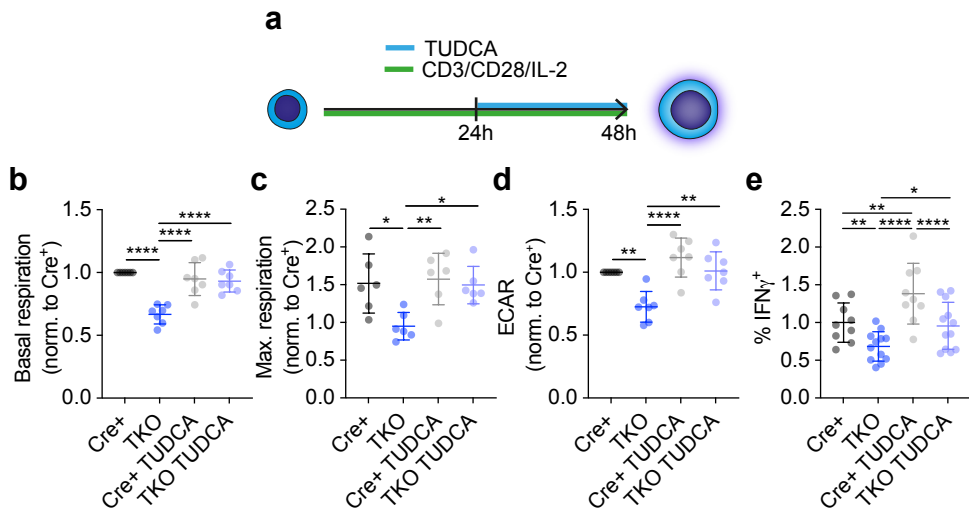 a
TUDCA
CD3/CD28/IL-2
24h
48h
b
Basal respiration
(norm. to Cre⁺)
1.5
1.0
0.5
0.0
****
****
****
Cre+
TKO
Cre+ TUDCA
TKO TUDCA
c
Max. respiration
(norm. to Cre⁺)
2.5
2.0
1.5
1.0
0.5
0.0
*
*
**
Cre+
TKO
Cre+ TUDCA
TKO TUDCA
d
ECAR
(norm. to Cre⁺)
1.5
1.0
0.5
0.0
**
****
**
Cre+
TKO
Cre+ TUDCA
TKO TUDCA
e
% IFNγ⁺
2.5
2.0
1.5
1.0
0.5
0.0
*
**
** **** ****
Cre+
TKO
Cre+ TUDCA
TKO TUDCA